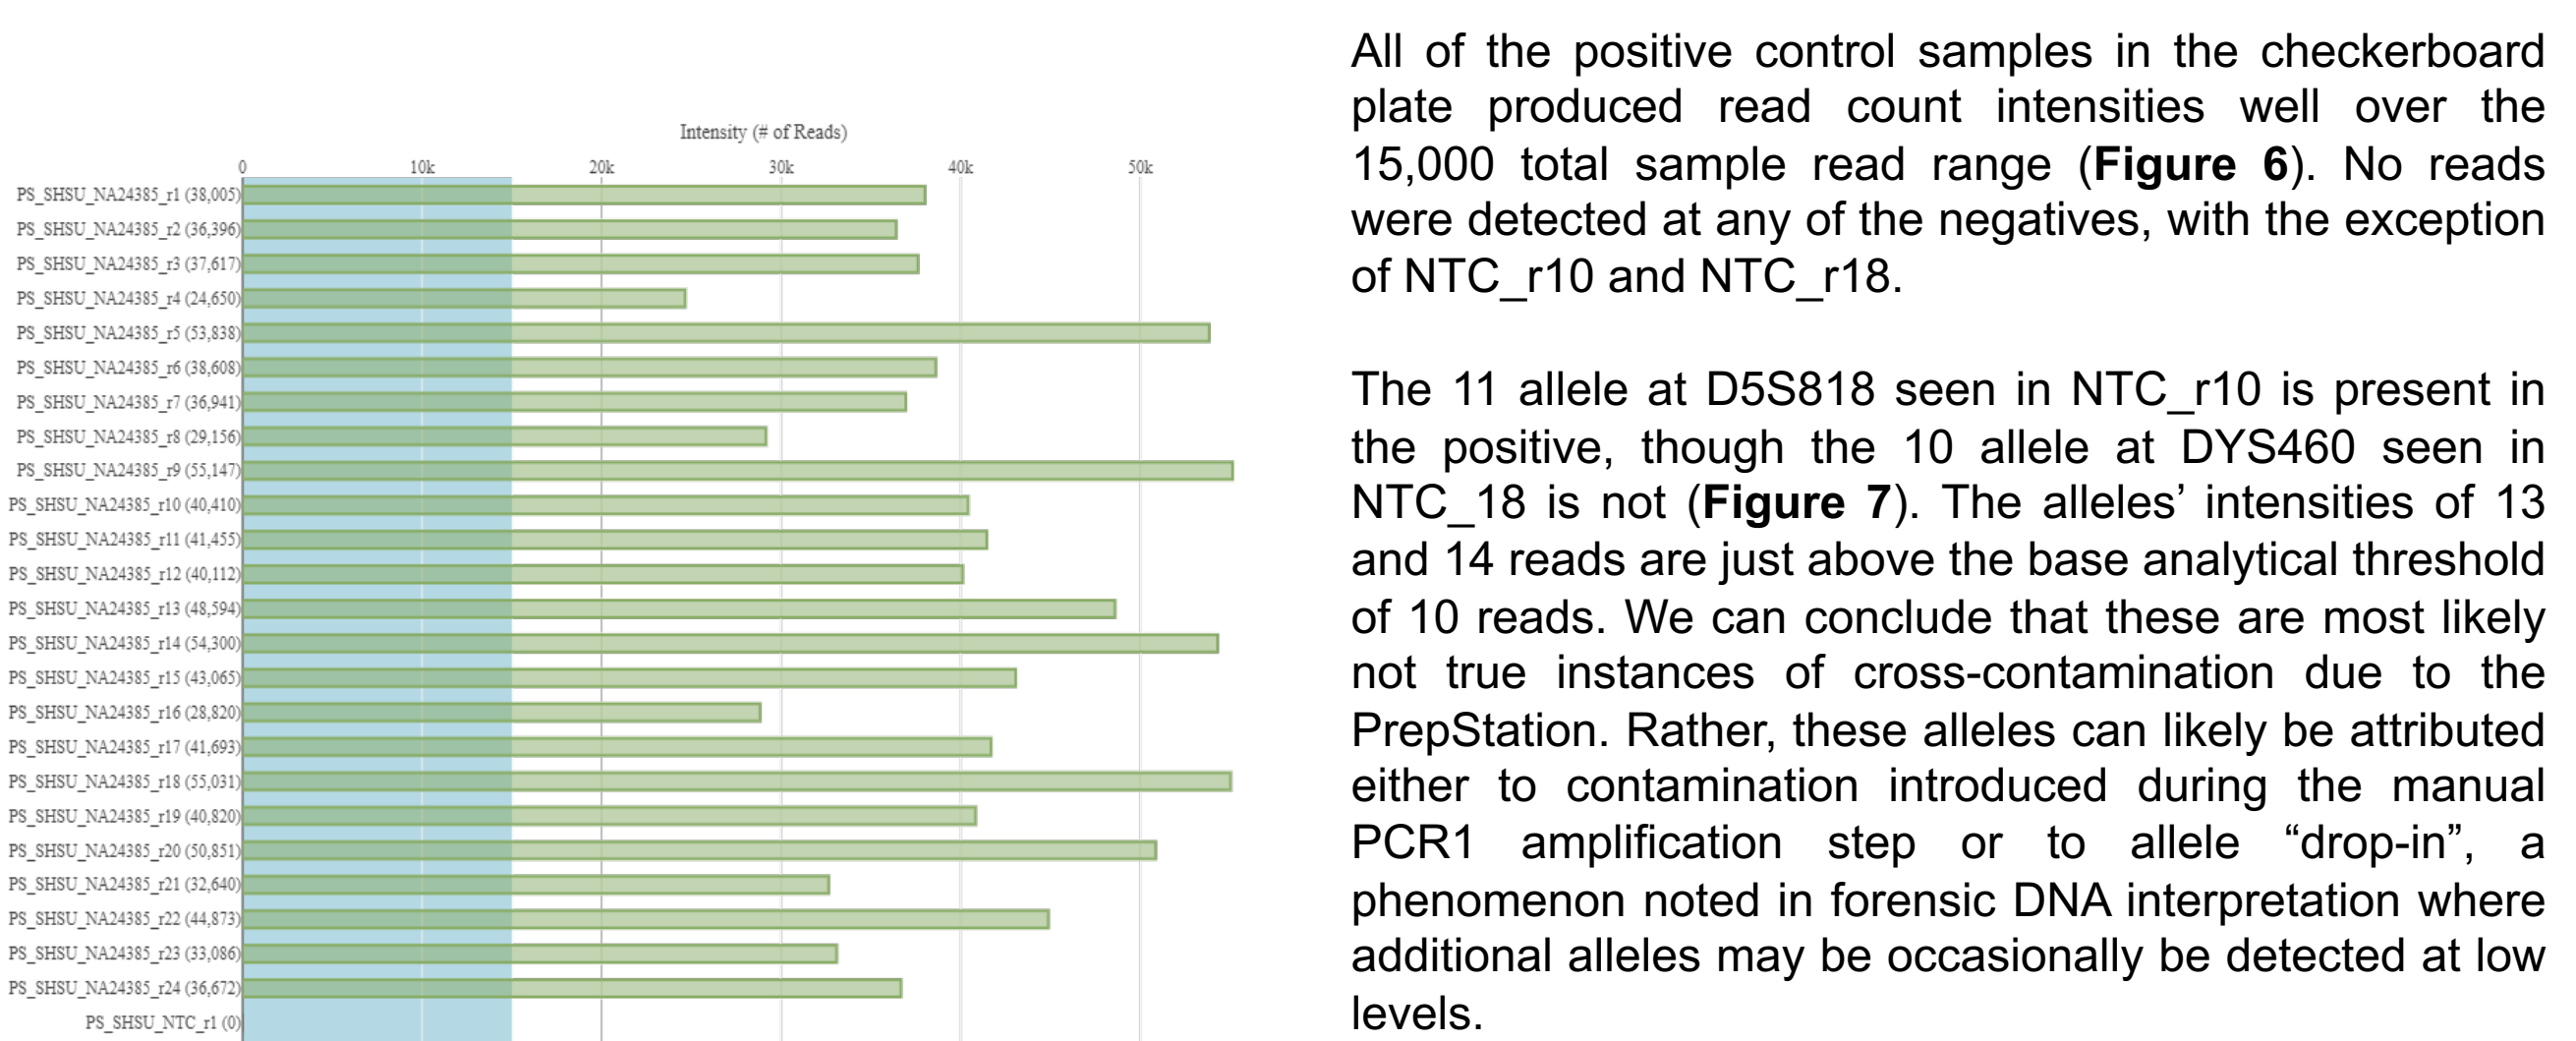 Intensity (# of Reads)
0 10k 20k 30k 40k 50k
PS_SHSU_NA24385_r1 (38,005)
PS_SHSU_NA24385_r2 (36,396)
PS_SHSU_NA24385_r3 (37,617)
PS_SHSU_NA24385_r4 (24,650)
PS_SHSU_NA24385_r5 (53,838)
PS_SHSU_NA24385_r6 (38,608)
PS_SHSU_NA24385_r7 (36,941)
PS_SHSU_NA24385_r8 (29,156)
PS_SHSU_NA24385_r9 (55,147)
PS_SHSU_NA24385_r10 (40,410)
PS_SHSU_NA24385_r11 (41,455)
PS_SHSU_NA24385_r12 (40,112)
PS_SHSU_NA24385_r13 (48,594)
PS_SHSU_NA24385_r14 (54,300)
PS_SHSU_NA24385_r15 (43,065)
PS_SHSU_NA24385_r16 (28,820)
PS_SHSU_NA24385_r17 (41,693)
PS_SHSU_NA24385_r18 (55,031)
PS_SHSU_NA24385_r19 (40,820)
PS_SHSU_NA24385_r20 (50,851)
PS_SHSU_NA24385_r21 (32,640)
PS_SHSU_NA24385_r22 (44,873)
PS_SHSU_NA24385_r23 (33,086)
PS_SHSU_NA24385_r24 (36,672)
PS_SHSU_NTC_r1 (0)
All of the positive control samples in the checkerboard
plate produced read count intensities well over the
15,000 total sample read range (Figure 6). No reads
were detected at any of the negatives, with the exception
of NTC_r10 and NTC_r18.
The 11 allele at D5S818 seen in NTC_r10 is present in
the positive, though the 10 allele at DYS460 seen in
NTC_18 is not (Figure 7). The alleles’ intensities of 13
and 14 reads are just above the base analytical threshold
of 10 reads. We can conclude that these are most likely
not true instances of cross-contamination due to the
PrepStation. Rather, these alleles can likely be attributed
either to contamination introduced during the manual
PCR1 amplification step or to allele “drop-in”, a
phenomenon noted in forensic DNA interpretation where
additional alleles may be occasionally be detected at low
levels.